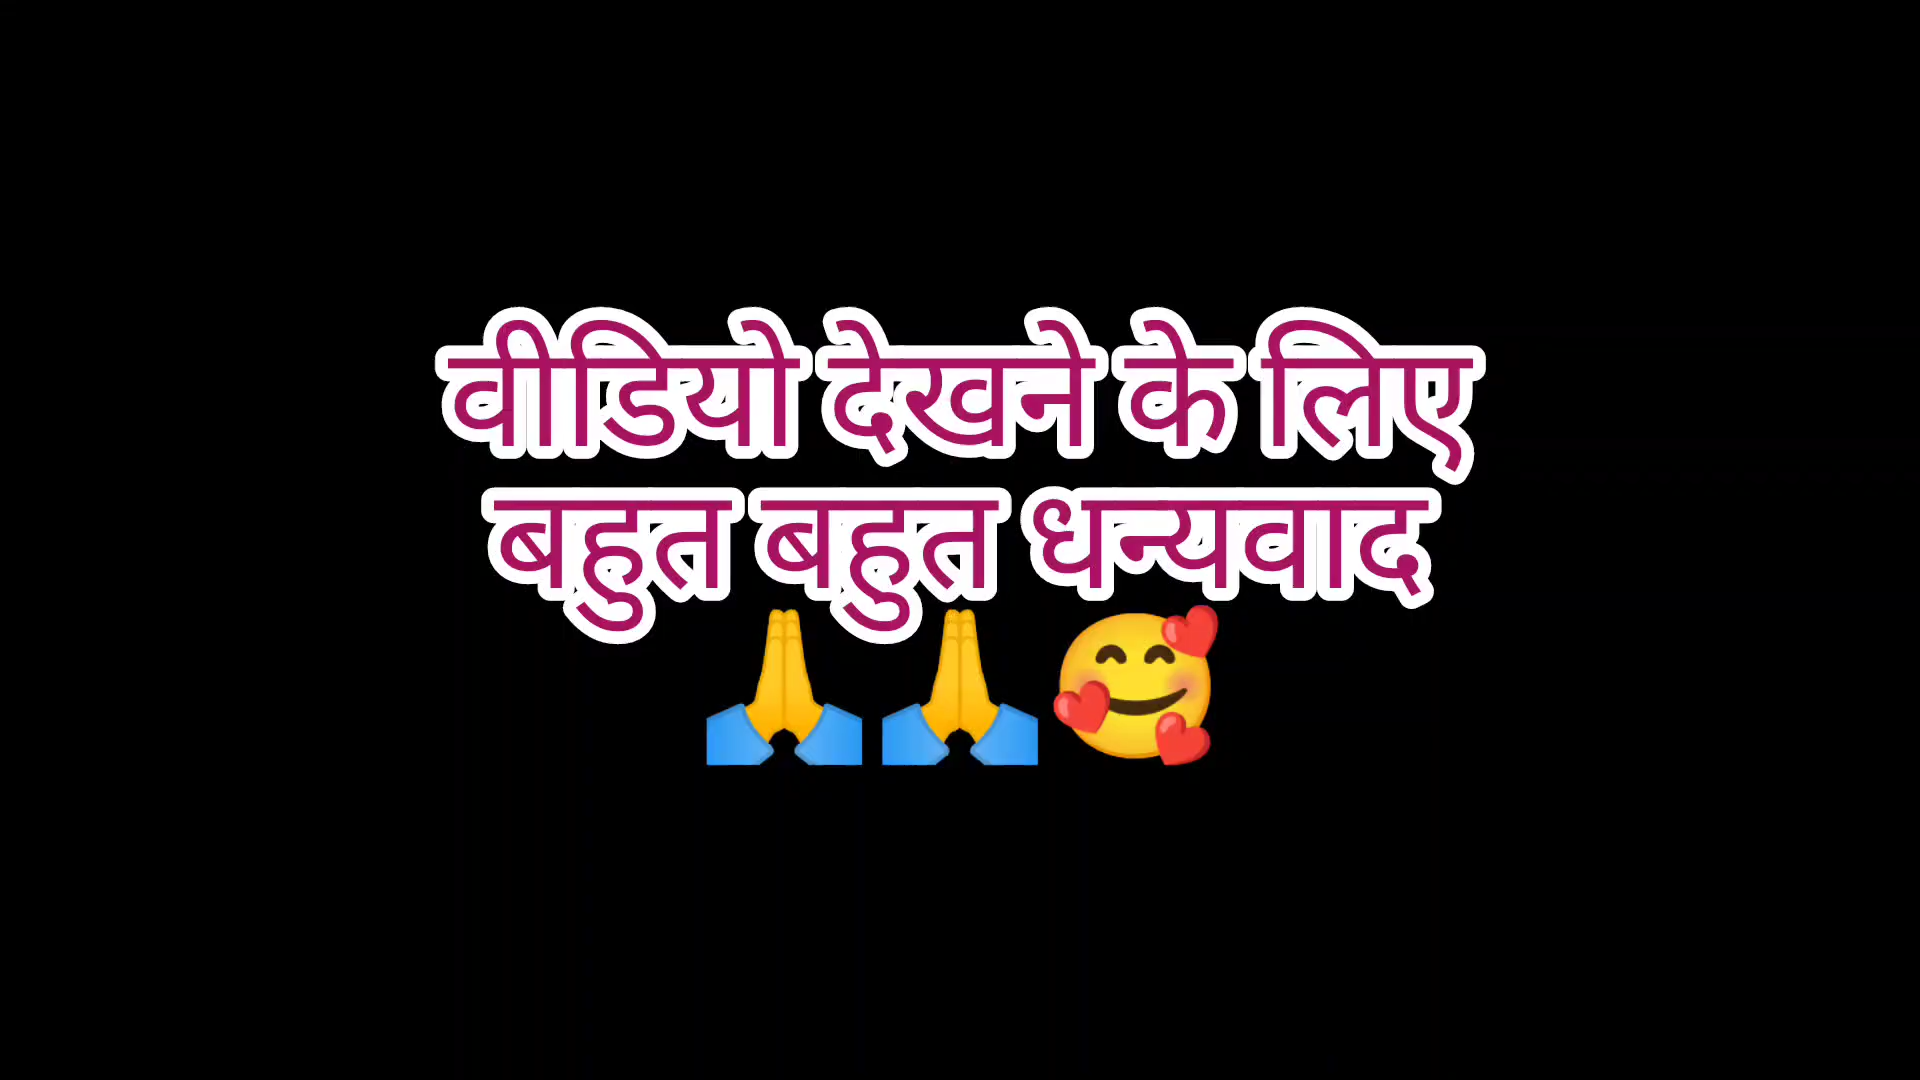 वीडियो देखने के लिए
बहुत बहुत धन्यवाद
🙏🙏🥰